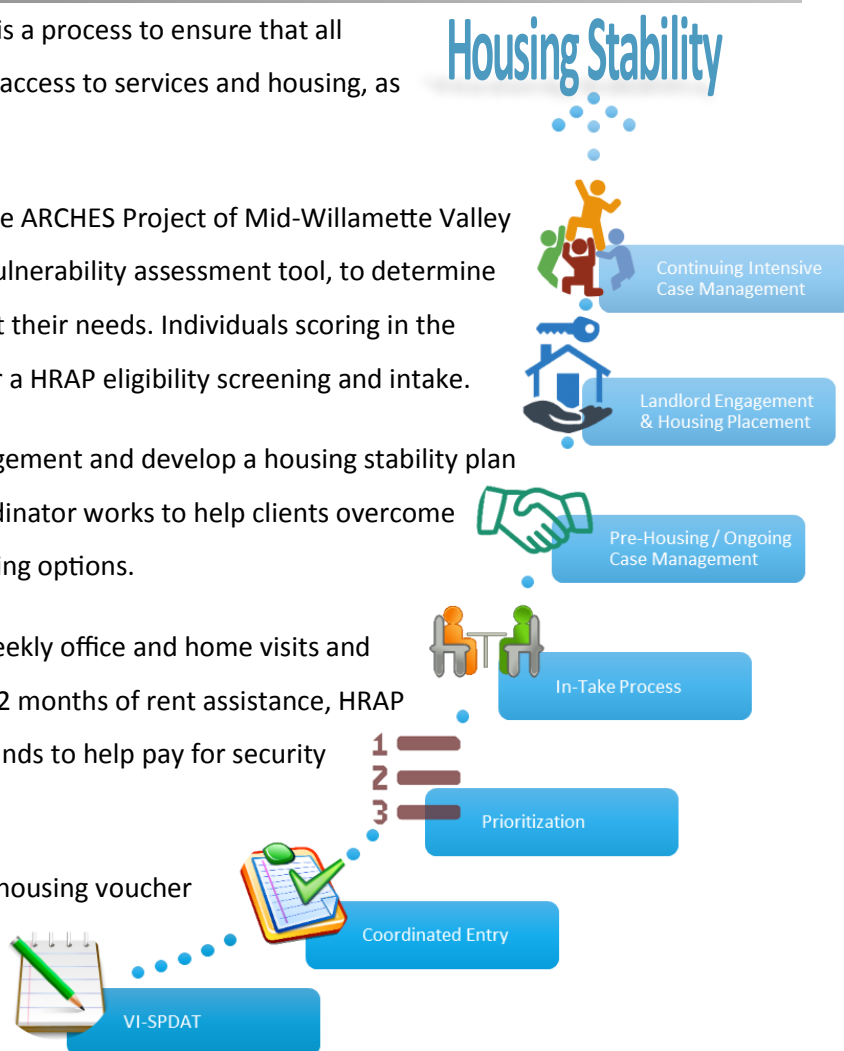 is a process to ensure that all
access to services and housing, as
e ARCHES Project of Mid-Willamette Valley
ulnerability assessment tool, to determine
t their needs. Individuals scoring in the
r a HRAP eligibility screening and intake.
gement and develop a housing stability plan
dinator works to help clients overcome
ing options.
eekly office and home visits and
2 months of rent assistance, HRAP
nds to help pay for security
housing voucher
Housing Stability
Continuing Intensive
Case Management
Landlord Engagement
& Housing Placement
Pre-Housing / Ongoing
Case Management
In-Take Process
1
2
3
Prioritization
Coordinated Entry
VI-SPDAT